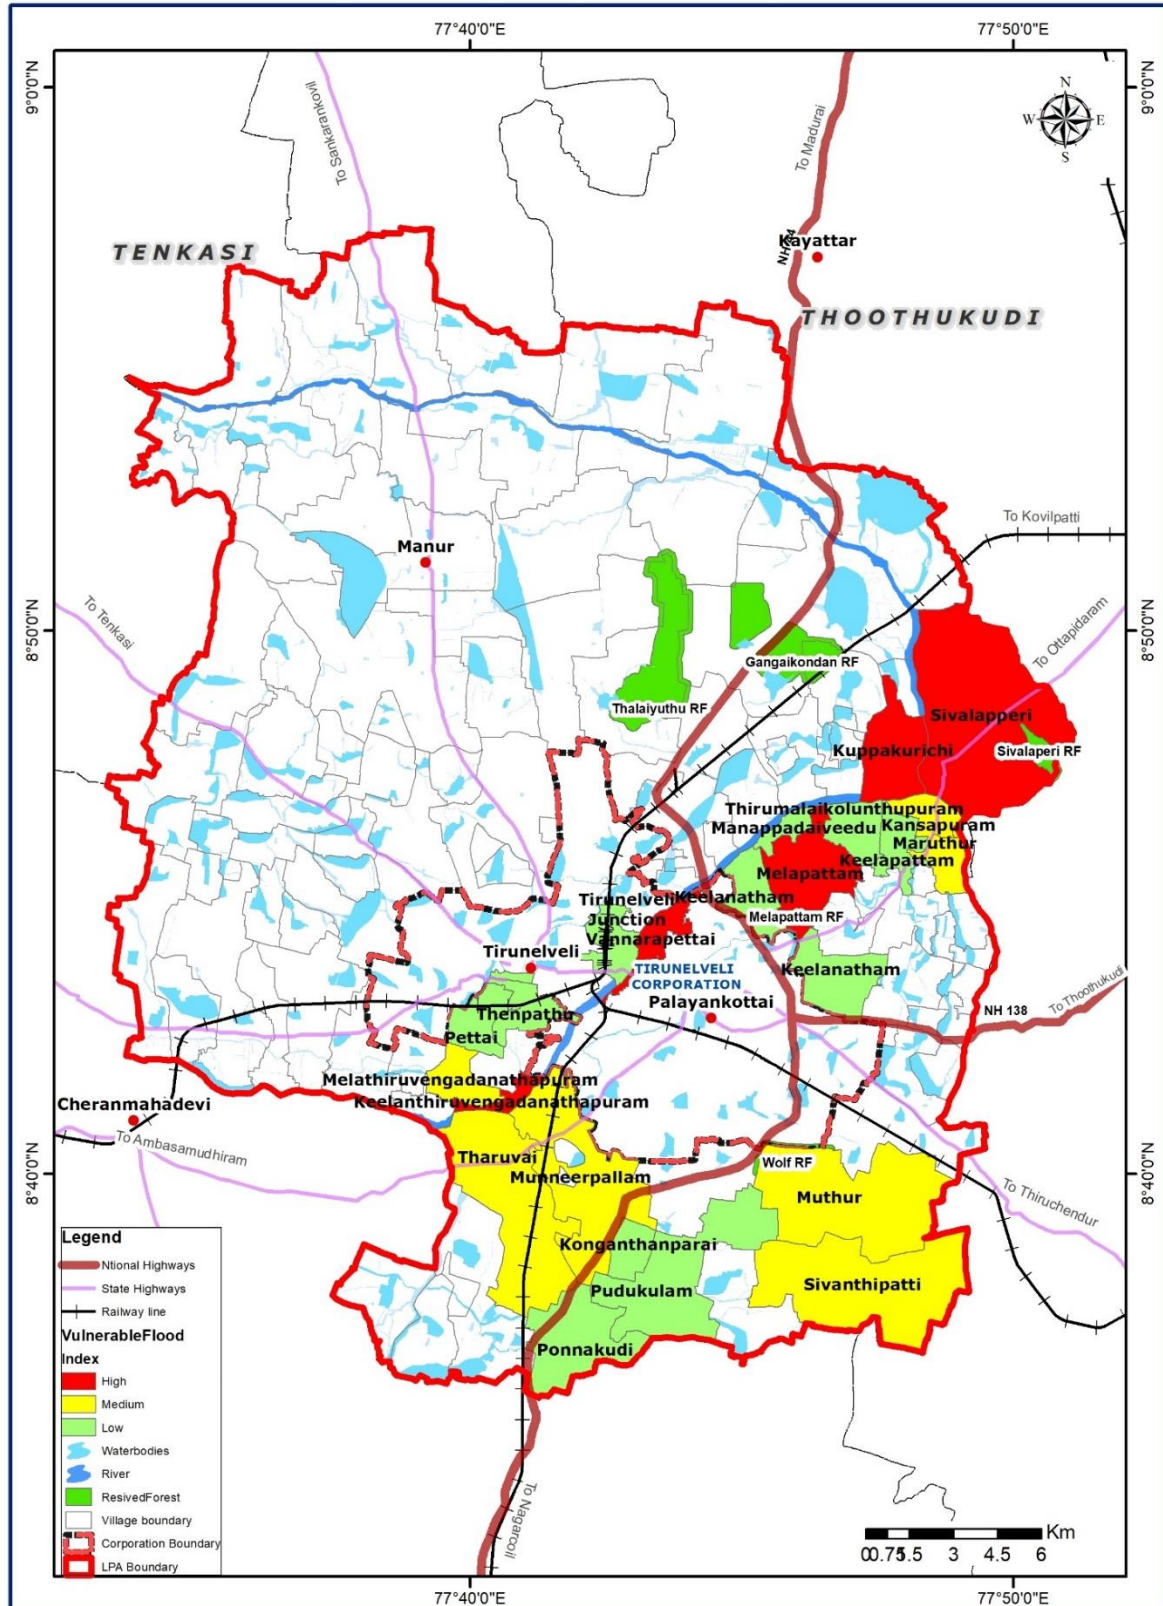 77°40'0"E
77°50'0"E
9°0'0"N
9°0'0"N
N
W
E
S
To Sankarankovil
To Madurai
TENKASI
Kayattar
THOOTHUKUDI
To Kovilpatti
Manur
To Tenkasi
To Ottapidaram
8°50'0"N
8°50'0"N
Gangaikondan RF
Thalaiyuthu RF
Sivalapperi
Kuppakurichi
Sivalaperi RF
Thirumalaikolunthupuram
Manappadaiveedu
Kansapuram
Maruthur
Keelapattam
Melapattam
Tirunelveli
Junction
Keelanatham
Melapattam RF
Vannarapettai
Tirunelveli
TIRUNELVELI
CORPORATION
Keelanatham
Palayankottai
To Thoothukudi
NH 138
Thenpathu
Pettai
Melathiruvengadanathapuram
Keelanthiruvengadanathapuram
Cheranmahadevi
To Ambasamudhiram
Tharuvai
Munneerpallam
Wolf RF
Muthur
To Thiruchendur
8°40'0"N
8°40'0"N
Konganthanparai
Sivanthipatti
Pudukulam
Ponnakudi
To Nagarcoil
Legend
Ntional Highways
State Highways
Railway line
VulnerableFlood
Index
High
Medium
Low
Waterbodies
River
ResivedForest
Village boundary
Corporation Boundary
LPA Boundary
Km
3 4.5 6
77°40'0"E
77°50'0"E